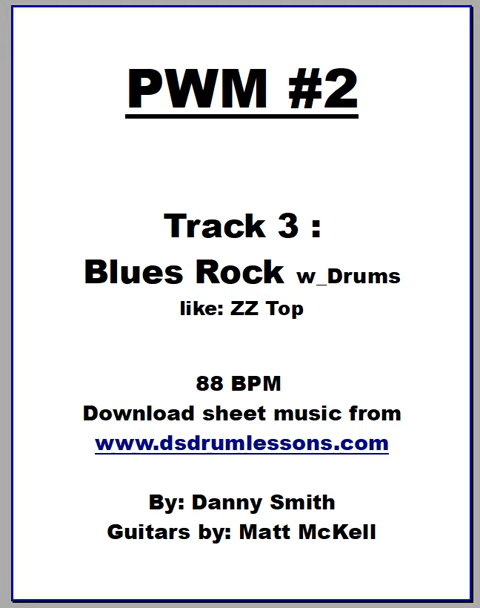 PWM #2
Track 3 :
Blues Rock w_Drums
like: ZZ Top
88 BPM
Download sheet music from
www.dsdrumlessons.com
By: Danny Smith
Guitars by: Matt McKell